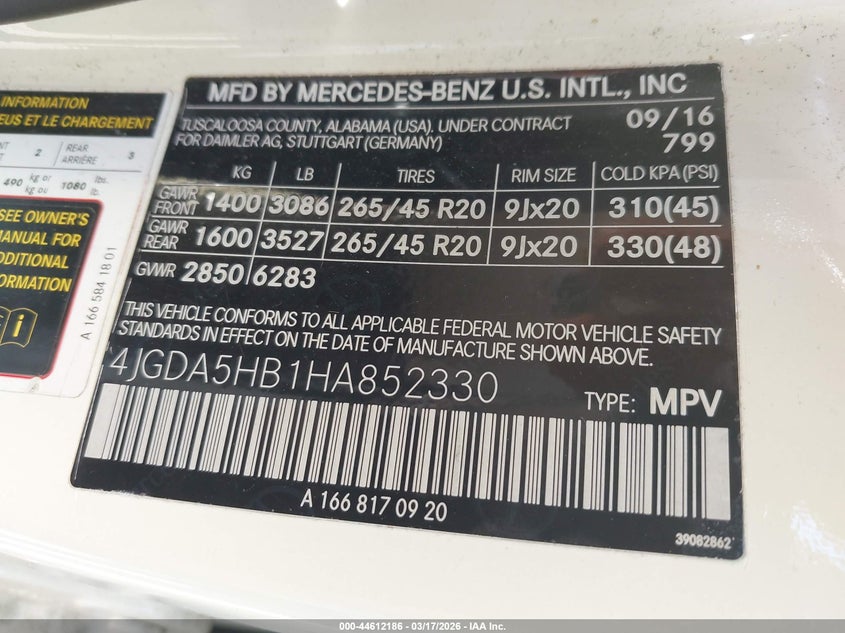 INFORMATION
EUS ET LE CHARGEMENT
NT 2 REAR 3
ARRIÈRE
490 kg or 1080 lbs.
kg ou lb.
SEE OWNER'S
MANUAL FOR
ADDITIONAL
INFORMATION
A 166 584 18 01
MFD BY MERCEDES-BENZ U.S. INTL., INC
TUSCALOOSA COUNTY, ALABAMA (USA). UNDER CONTRACT
FOR DAIMLER AG, STUTTGART (GERMANY)
09/16
799
KG LB TIRES RIM SIZE COLD KPA (PSI)
GAWR
FRONT 1400 3086 265/45 R20 9Jx20 310(45)
GAWR
REAR 1600 3527 265/45 R20 9Jx20 330(48)
GVWR 2850 6283
THIS VEHICLE CONFORMS TO ALL APPLICABLE FEDERAL MOTOR VEHICLE SAFETY
STANDARDS IN EFFECT ON THE DATE OF MANUFACTURE SHOWN ABOVE.
4JGDA5HB1HA852330
TYPE: MPV
A 166 817 09 20
39082862
000-44612186 - 03/17/2026 - IAA Inc.